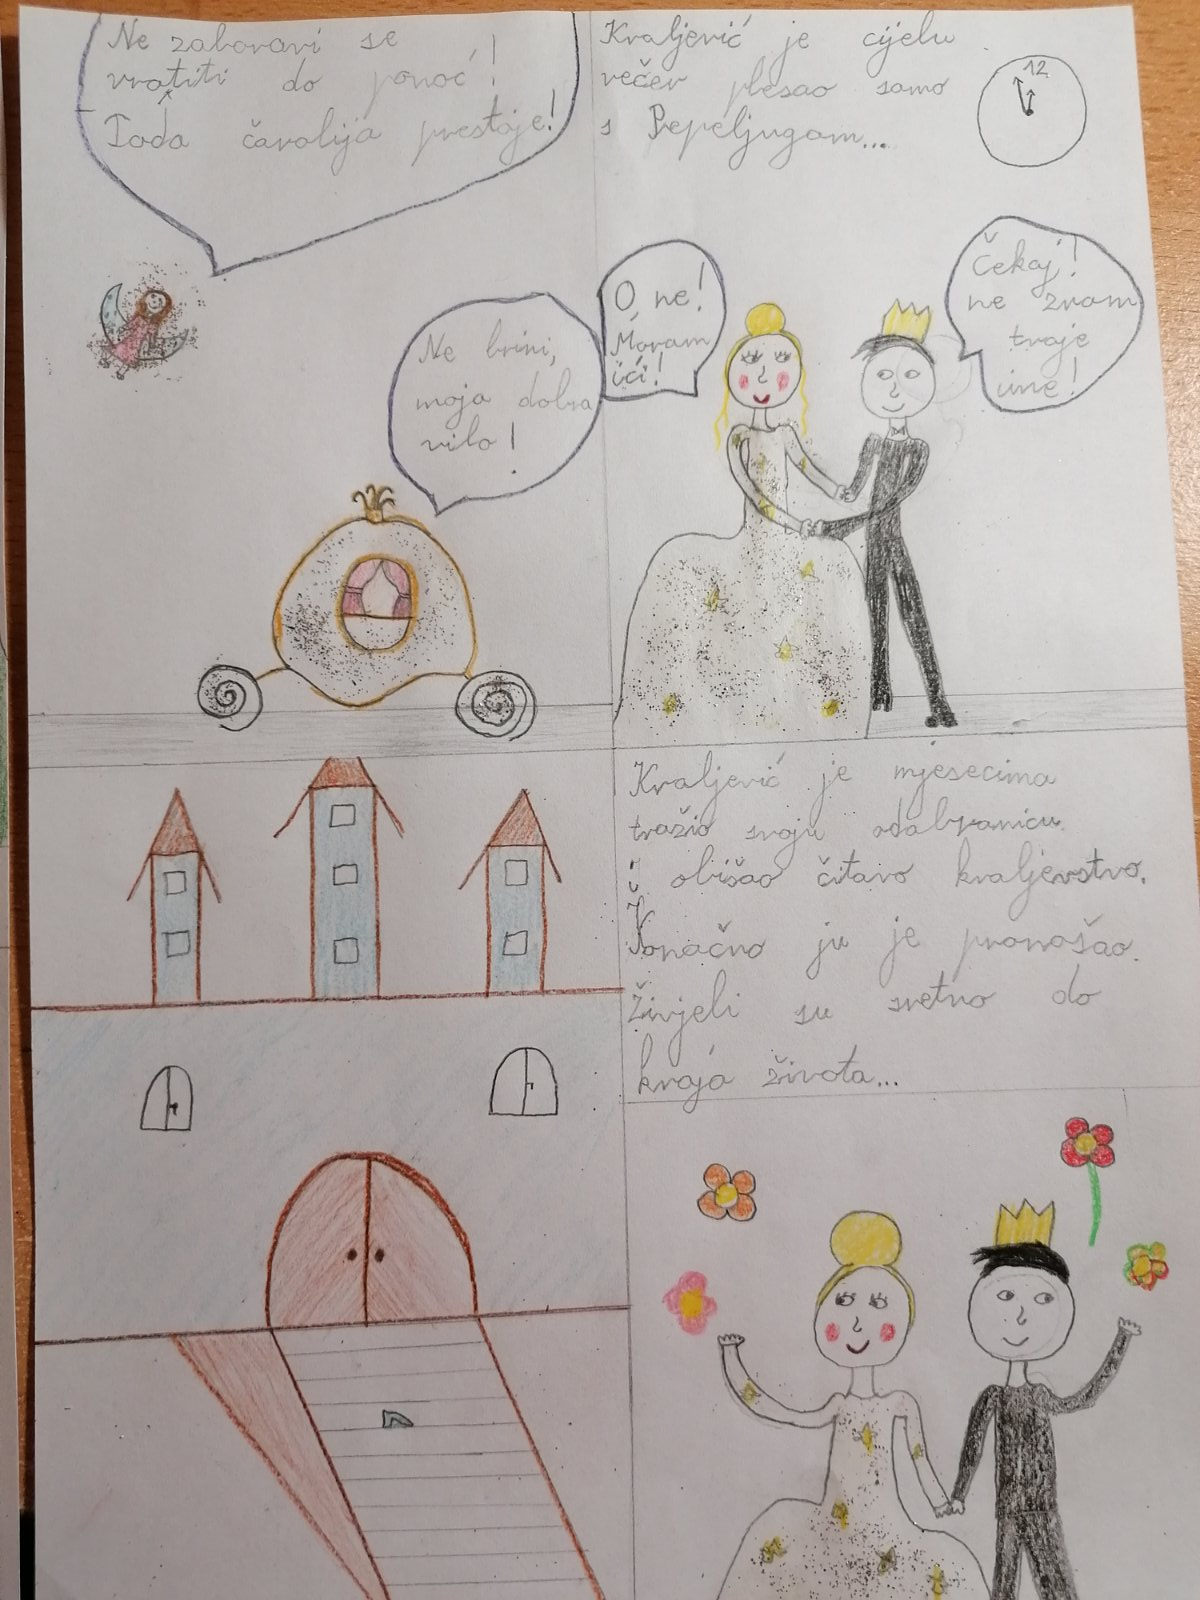 Ne zaboravi se
vratiti do ponoć!
Tada čarolija prestaje!
Ne brini,
moja dobra
vilo!
Kraljević je cijelu
večer plesao samo
s Pepeljugom...
12
O ne!
Moram
ići!
Čekaj!
ne znam
tvoje
ime!
Kraljević je mjesecima
tražio svoju odabranicu
i obišao čitavo kraljevstvo.
Konačno ju je pronašao.
Živjeli su sretno do
kraja života...